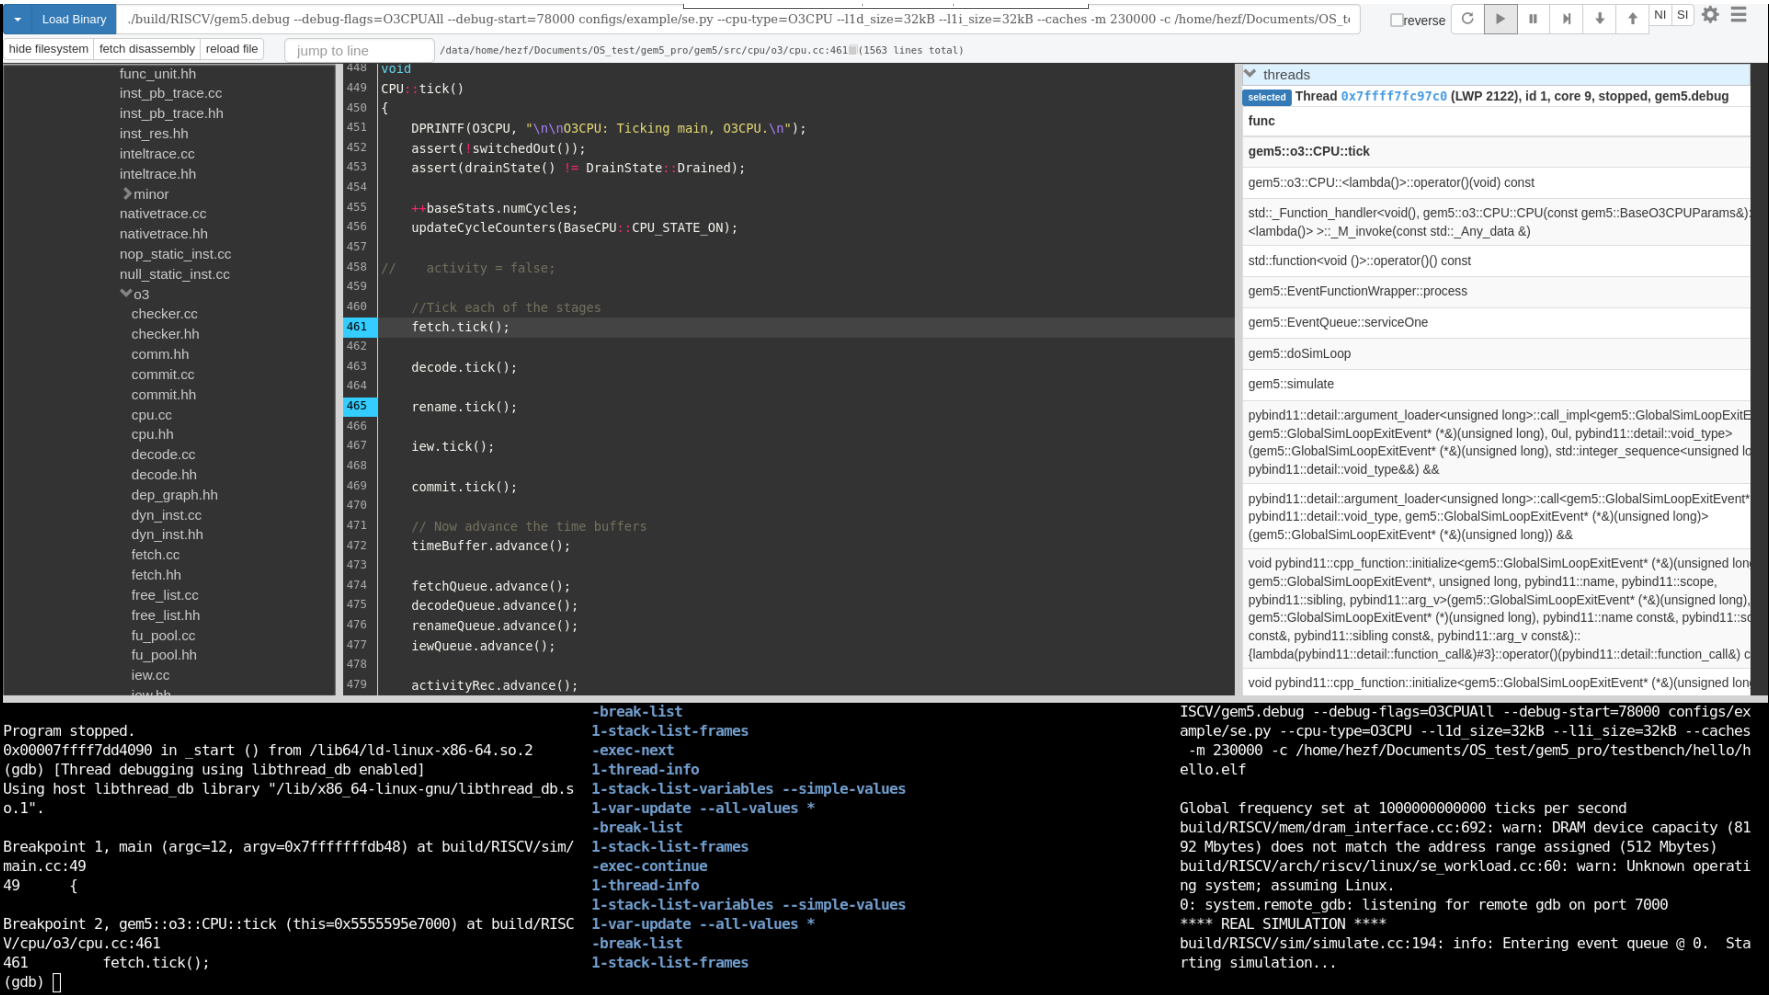 Load Binary
./build/RISCV/gem5.debug --debug-flags=O3CPUAll --debug-start=78000 configs/example/se.py --cpu-type=O3CPU --l1d_size=32kB --l1i_size=32kB --caches -m 230000 -c /home/hezf/Documents/OS_te
reverse
NI SI
hide filesystem
fetch disassembly
reload file
jump to line
/data/home/hezf/Documents/OS_test/gem5_pro/gem5/src/cpu/o3/cpu.cc:461 (1563 lines total)
func_unit.hh
inst_pb_trace.cc
inst_pb_trace.hh
inst_res.hh
inteltrace.cc
inteltrace.hh
minor
nativetrace.cc
nativetrace.hh
nop_static_inst.cc
null_static_inst.cc
o3
checker.cc
checker.hh
comm.hh
commit.cc
commit.hh
cpu.cc
cpu.hh
decode.cc
decode.hh
dep_graph.hh
dyn_inst.cc
dyn_inst.hh
fetch.cc
fetch.hh
free_list.cc
free_list.hh
fu_pool.cc
fu_pool.hh
iew.cc
iew.hh
448 void
449 CPU::tick()
450 {
451     DPRINTF(O3CPU, "\n\nO3CPU: Ticking main, O3CPU.\n");
452     assert(!switchedOut());
453     assert(drainState() != DrainState::Drained);
454
455     ++baseStats.numCycles;
456     updateCycleCounters(BaseCPU::CPU_STATE_ON);
457
458 //    activity = false;
459
460     //Tick each of the stages
461     fetch.tick();
462
463     decode.tick();
464
465     rename.tick();
466
467     iew.tick();
468
469     commit.tick();
470
471     // Now advance the time buffers
472     timeBuffer.advance();
473
474     fetchQueue.advance();
475     decodeQueue.advance();
476     renameQueue.advance();
477     iewQueue.advance();
478
479     activityRec.advance();
threads
selected Thread 0x7ffff7fc97c0 (LWP 2122), id 1, core 9, stopped, gem5.debug
func
gem5::o3::CPU::tick
gem5::o3::CPU::<lambda()>::operator()(void) const
std::_Function_handler<void(), gem5::o3::CPU::CPU(const gem5::BaseO3CPUParams&)::
<lambda()> >::_M_invoke(const std::_Any_data &)
std::function<void ()>::operator()() const
gem5::EventFunctionWrapper::process
gem5::EventQueue::serviceOne
gem5::doSimLoop
gem5::simulate
pybind11::detail::argument_loader<unsigned long>::call_impl<gem5::GlobalSimLoopExitE
gem5::GlobalSimLoopExitEvent* (*&)(unsigned long), 0ul, pybind11::detail::void_type>
(gem5::GlobalSimLoopExitEvent* (*&)(unsigned long), std::integer_sequence<unsigned lo
pybind11::detail::void_type&&) &&
pybind11::detail::argument_loader<unsigned long>::call<gem5::GlobalSimLoopExitEvent*
pybind11::detail::void_type, gem5::GlobalSimLoopExitEvent* (*&)(unsigned long)>
(gem5::GlobalSimLoopExitEvent* (*&)(unsigned long)) &&
void pybind11::cpp_function::initialize<gem5::GlobalSimLoopExitEvent* (*&)(unsigned lon
gem5::GlobalSimLoopExitEvent*, unsigned long, pybind11::name, pybind11::scope,
pybind11::sibling, pybind11::arg_v>(gem5::GlobalSimLoopExitEvent* (*&)(unsigned long),
gem5::GlobalSimLoopExitEvent* (*)(unsigned long), pybind11::name const&, pybind11::sc
const&, pybind11::sibling const&, pybind11::arg_v const&)::
{lambda(pybind11::detail::function_call&)#3}::operator()(pybind11::detail::function_call&) c
void pybind11::cpp_function::initialize<gem5::GlobalSimLoopExitEvent* (*&)(unsigned lon
Program stopped.
0x00007ffff7dd4090 in _start () from /lib64/ld-linux-x86-64.so.2
(gdb) [Thread debugging using libthread_db enabled]
Using host libthread_db library "/lib/x86_64-linux-gnu/libthread_db.s
o.1".
Breakpoint 1, main (argc=12, argv=0x7fffffffdb48) at build/RISCV/sim/
main.cc:49
49      {
Breakpoint 2, gem5::o3::CPU::tick (this=0x5555595e7000) at build/RISC
V/cpu/o3/cpu.cc:461
461         fetch.tick();
(gdb)
-break-list
1-stack-list-frames
-exec-next
1-thread-info
1-stack-list-variables --simple-values
1-var-update --all-values *
-break-list
1-stack-list-frames
-exec-continue
1-thread-info
1-stack-list-variables --simple-values
1-var-update --all-values *
-break-list
1-stack-list-frames
ISCV/gem5.debug --debug-flags=O3CPUAll --debug-start=78000 configs/ex
ample/se.py --cpu-type=O3CPU --l1d_size=32kB --l1i_size=32kB --caches
-m 230000 -c /home/hezf/Documents/OS_test/gem5_pro/testbench/hello/h
ello.elf
Global frequency set at 1000000000000 ticks per second
build/RISCV/mem/dram_interface.cc:692: warn: DRAM device capacity (81
92 Mbytes) does not match the address range assigned (512 Mbytes)
build/RISCV/arch/riscv/linux/se_workload.cc:60: warn: Unknown operati
ng system; assuming Linux.
0: system.remote_gdb: listening for remote gdb on port 7000
**** REAL SIMULATION ****
build/RISCV/sim/simulate.cc:194: info: Entering event queue @ 0.  Sta
rting simulation...